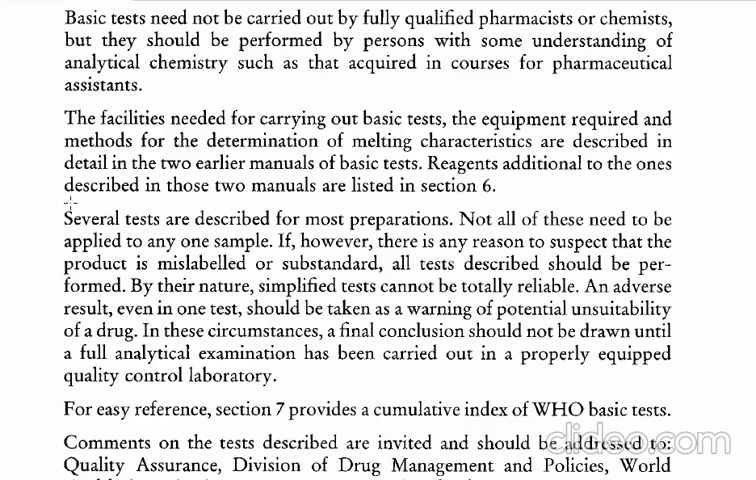 Basic tests need not be carried out by fully qualified pharmacists or chemists,
but they should be performed by persons with some understanding of
analytical chemistry such as that acquired in courses for pharmaceutical
assistants.
The facilities needed for carrying out basic tests, the equipment required and
methods for the determination of melting characteristics are described in
detail in the two earlier manuals of basic tests. Reagents additional to the ones
described in those two manuals are listed in section 6.
Several tests are described for most preparations. Not all of these need to be
applied to any one sample. If, however, there is any reason to suspect that the
product is mislabelled or substandard, all tests described should be per-
formed. By their nature, simplified tests cannot be totally reliable. An adverse
result, even in one test, should be taken as a warning of potential unsuitability
of a drug. In these circumstances, a final conclusion should not be drawn until
a full analytical examination has been carried out in a properly equipped
quality control laboratory.
For easy reference, section 7 provides a cumulative index of WHO basic tests.
Comments on the tests described are invited and should be addressed to:
clideo.com
Quality Assurance, Division of Drug Management and Policies, World